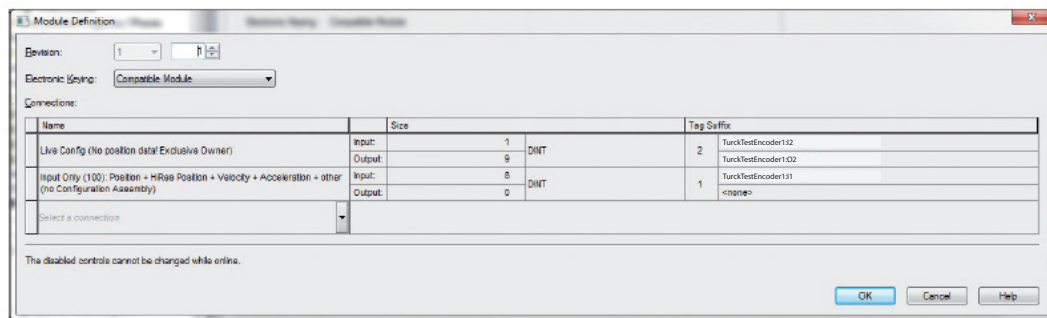 Module Definition
Revision: 1 1
Electronic Keying: Compatible Module
Connections:
Name Size Tag Suffix
Live Config (No position data! Exclusive Owner) Input: 1 DINT 2 TurckTestEncoder1:I2
Output: 9 TurckTestEncoder1:O2
Input Only (100): Position + HiRes Position + Velocity + Acceleration + other Input: 8 DINT 1 TurckTestEncoder1:I1
(no Configuration Assembly) Output: 0 <none>
Select a connection
The disabled controls cannot be changed while online.
OK Cancel Help